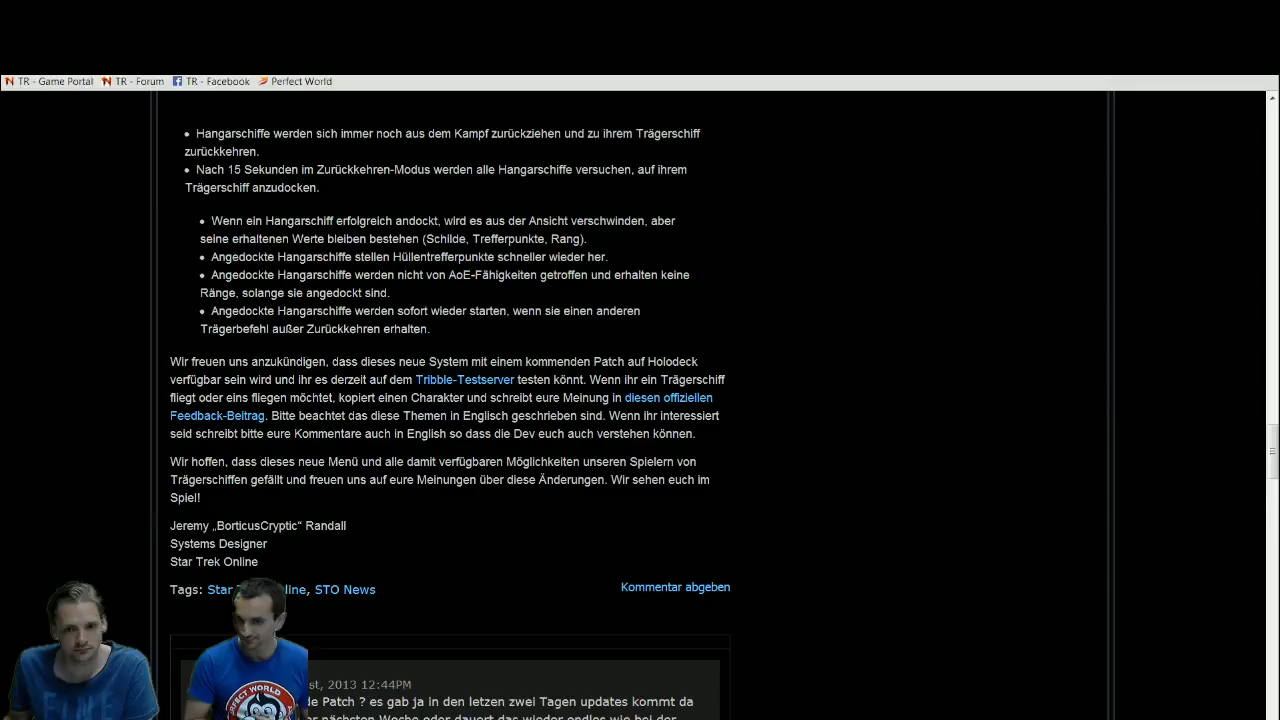 TR - Game Portal TR - Forum TR - Facebook Perfect World
• Hangarschiffe werden sich immer noch aus dem Kampf zurückziehen und zu ihrem Trägerschiff
zurückkehren.
• Nach 15 Sekunden im Zurückkehren-Modus werden alle Hangarschiffe versuchen, auf ihrem
Trägerschiff anzudocken.
• Wenn ein Hangarschiff erfolgreich andockt, wird es aus der Ansicht verschwinden, aber
seine erhaltenen Werte bleiben bestehen (Schilde, Trefferpunkte, Rang).
• Angedockte Hangarschiffe stellen Hüllentrefferpunkte schneller wieder her.
• Angedockte Hangarschiffe werden nicht von AoE-Fähigkeiten getroffen und erhalten keine
Ränge, solange sie angedockt sind.
• Angedockte Hangarschiffe werden sofort wieder starten, wenn sie einen anderen
Trägerbefehl außer Zurückkehren erhalten.
Wir freuen uns anzukündigen, dass dieses neue System mit einem kommenden Patch auf Holodeck
verfügbar sein wird und ihr es derzeit auf dem Tribble-Testserver testen könnt. Wenn ihr ein Trägerschiff
fliegt oder eins fliegen möchtet, kopiert einen Charakter und schreibt eure Meinung in diesen offiziellen
Feedback-Beitrag. Bitte beachtet das diese Themen in Englisch geschrieben sind. Wenn ihr interessiert
seid schreibt bitte eure Kommentare auch in English so dass die Dev euch auch verstehen können.
Wir hoffen, dass dieses neue Menü und alle damit verfügbaren Möglichkeiten unseren Spielern von
Trägerschiffen gefällt und freuen uns auf eure Meinungen über diese Änderungen. Wir sehen euch im
Spiel!
Jeremy „BorticusCryptic“ Randall
Systems Designer
Star Trek Online
Tags: Star line, STO News Kommentar abgeben
st, 2013 12:44PM
de Patch ? es gab ja in den letzen zwei Tagen updates kommt da
er nächsten Woche oder dauert das wieder endlos wie bei der
PERFECT WORLD